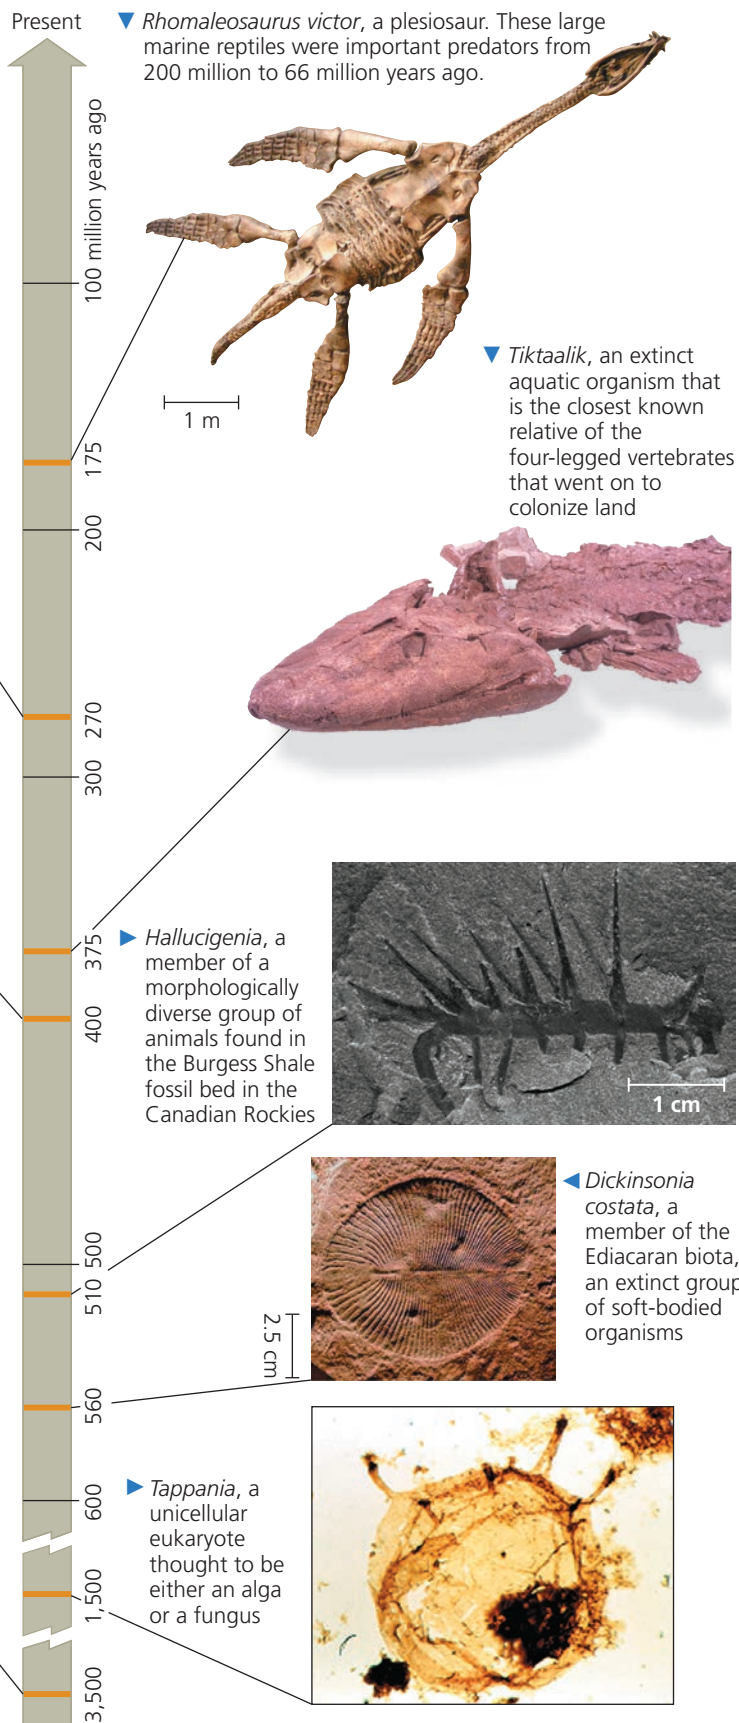 Present
▼ Rhomaleosaurus victor, a plesiosaur. These large
marine reptiles were important predators from
200 million to 66 million years ago.
100 million years ago
1 m
▼ Tiktaalik, an extinct
aquatic organism that
is the closest known
relative of the
four-legged vertebrates
that went on to
colonize land
175
200
270
300
375
▶ Hallucigenia, a
member of a
morphologically
diverse group of
animals found in
the Burgess Shale
fossil bed in the
Canadian Rockies
400
1 cm
◀ Dickinsonia
costata, a
member of the
Ediacaran biota,
an extinct group
of soft-bodied
organisms
500
510
2.5 cm
560
600
▶ Tappania, a
unicellular
eukaryote
thought to be
either an alga
or a fungus
1,500
3,500